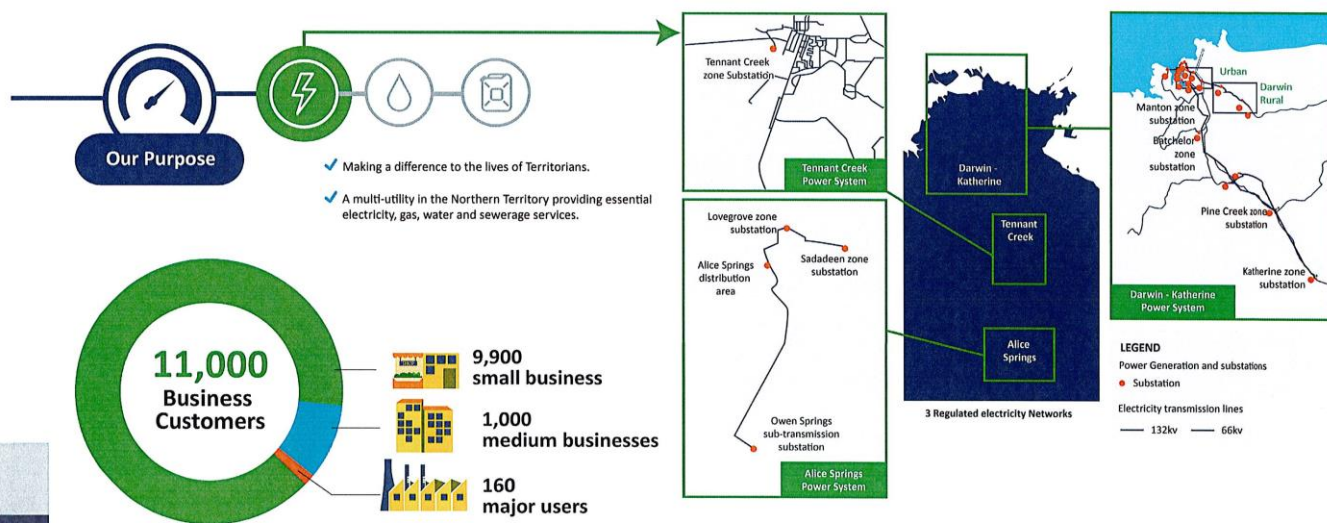 Our Purpose
Making a difference to the lives of Territorians.
A multi-utility in the Northern Territory providing essential
electricity, gas, water and sewerage services.
11,000
Business
Customers
9,900
small business
1,000
medium businesses
160
major users
Tennant Creek
zone Substation
Tennant Creek
Power System
Lovegrove zone
substation
Sadadeen zone
substation
Alice Springs
distribution
area
Owen Springs
sub-transmission
substation
Alice Springs
Power System
Darwin -
Katherine
Tennant
Creek
Alice
Springs
3 Regulated electricity Networks
Urban
Darwin
Rural
Manton zone
substation
Batchelor
zone
substation
Pine Creek zone
substation
Katherine zone
substation
Darwin - Katherine
Power System
LEGEND
Power Generation and substations
Substation
Electricity transmission lines
132kv 66kv